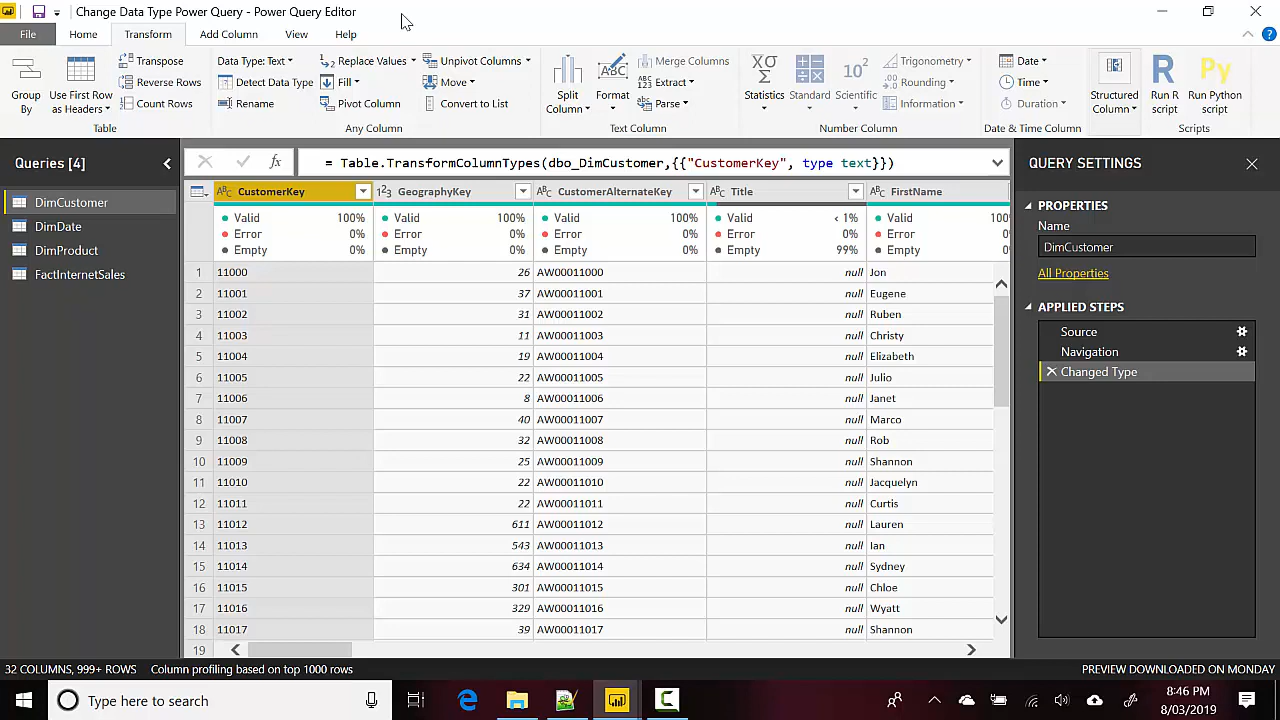 Change Data Type Power Query - Power Query Editor
File Home Transform Add Column View Help
Group By
Use First Row as Headers
Transpose
Reverse Rows
Count Rows
Table
Data Type: Text
Detect Data Type
Rename
Replace Values
Fill
Pivot Column
Unpivot Columns
Move
Convert to List
Any Column
Split Column
Format
ABC
Merge Columns
Extract
Parse
Text Column
Statistics
Standard
Scientific
Trigonometry
Rounding
Information
Number Column
Date
Time
Duration
Date & Time Column
Structured Column
Run R script
Run Python script
Scripts
Queries [4]
DimCustomer
DimDate
DimProduct
FactInternetSales
fx = Table.TransformColumnTypes(dbo_DimCustomer,{{"CustomerKey", type text}})
CustomerKey GeographyKey CustomerAlternateKey Title FirstName
Valid 100% Valid 100% Valid 100% Valid < 1% Valid 100
Error 0% Error 0% Error 0% Error 0% Error 0
Empty 0% Empty 0% Empty 0% Empty 99% Empty 0
1 11000 26 AW00011000 null Jon
2 11001 37 AW00011001 null Eugene
3 11002 31 AW00011002 null Ruben
4 11003 11 AW00011003 null Christy
5 11004 19 AW00011004 null Elizabeth
6 11005 22 AW00011005 null Julio
7 11006 8 AW00011006 null Janet
8 11007 40 AW00011007 null Marco
9 11008 32 AW00011008 null Rob
10 11009 25 AW00011009 null Shannon
11 11010 22 AW00011010 null Jacquelyn
12 11011 22 AW00011011 null Curtis
13 11012 611 AW00011012 null Lauren
14 11013 543 AW00011013 null Ian
15 11014 634 AW00011014 null Sydney
16 11015 301 AW00011015 null Chloe
17 11016 329 AW00011016 null Wyatt
18 11017 39 AW00011017 null Shannon
19
QUERY SETTINGS
PROPERTIES
Name
DimCustomer
All Properties
APPLIED STEPS
Source
Navigation
Changed Type
32 COLUMNS, 999+ ROWS Column profiling based on top 1000 rows
PREVIEW DOWNLOADED ON MONDAY
Type here to search
8:46 PM
8/03/2019